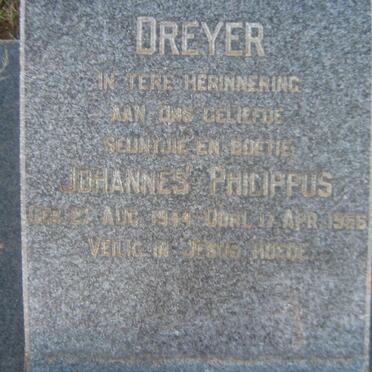 DREYER
IN TERE HERINNERING
AAN ONS GELIEFDE
SEUNTJIE EN BOETIE
JOHANNES PHILIPPUS
GEB. 27 AUG. 1944 OORL. 17 APR. 1955
VEILIG IN JESUS HOEDE.